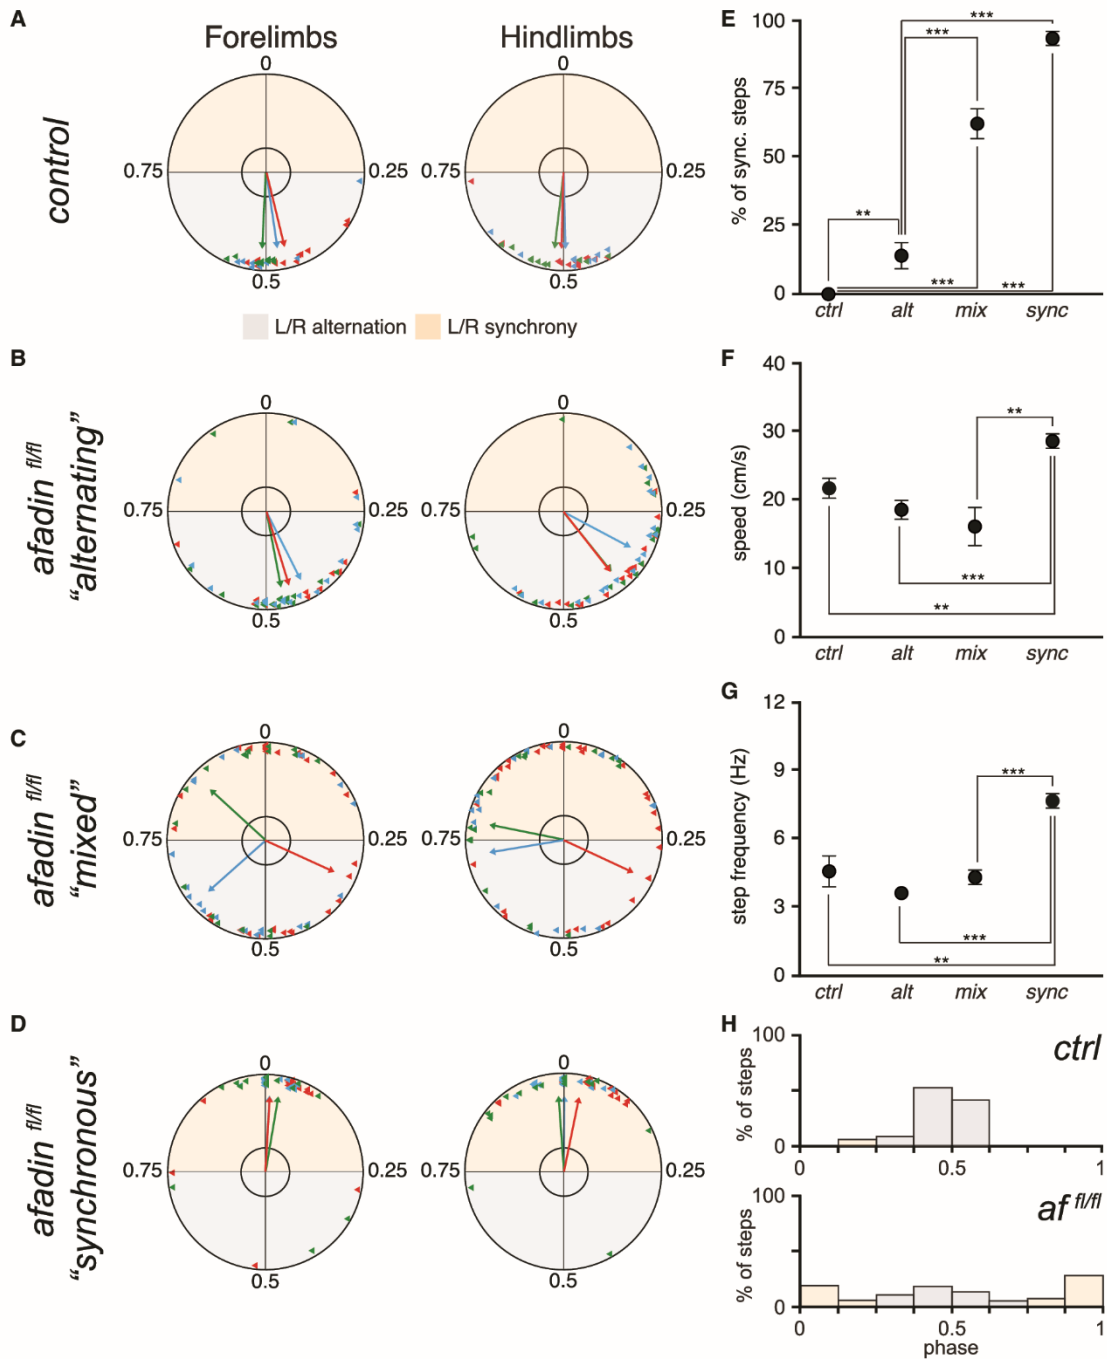 A
Forelimbs
Hindlimbs
control
0
0.75
0.25
0.5
0
0.75
0.25
0.5
L/R alternation
L/R synchrony
B
afadin fl/fl
“alternating”
0
0.75
0.25
0.5
0
0.75
0.25
0.5
C
afadin fl/fl
“mixed”
0
0.75
0.25
0.5
0
0.75
0.25
0.5
D
afadin fl/fl
“synchronous”
0
0.75
0.25
0.5
0
0.75
0.25
0.5
E
% of sync. steps
100
75
50
25
0
***
***
**
***
***
ctrl alt mix sync
F
speed (cm/s)
40
30
20
10
0
**
***
**
ctrl alt mix sync
G
step frequency (Hz)
12
9
6
3
0
***
***
**
ctrl alt mix sync
H
ctrl
% of steps
100
0
0 0.5 1
af fl/fl
% of steps
100
0
0 0.5 1
phase